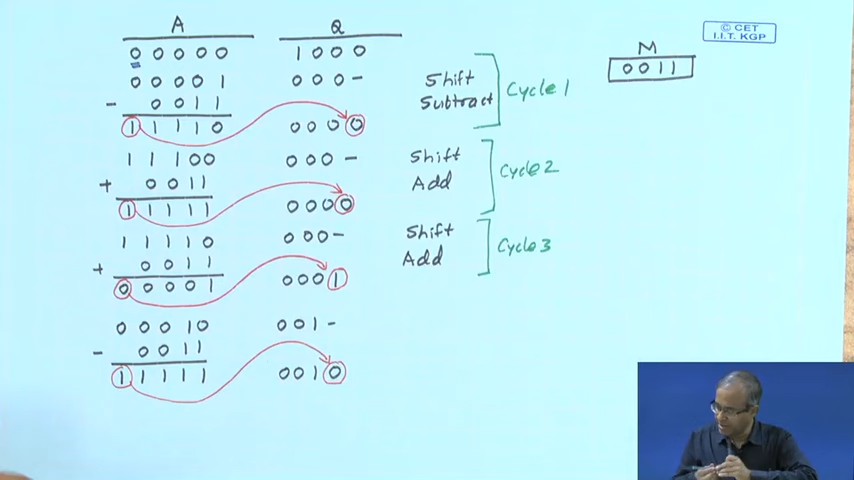 © CET
I.I.T. KGP
A Q
0 0 0 0 0 1 0 0 0
M
0 0 1 1
0 0 0 0 1 0 0 0 – Shift
- 0 0 1 1 Subtract Cycle 1
1 1 1 1 0 0 0 0 0
1 1 1 0 0 0 0 0 – Shift
+ 0 0 1 1 Add Cycle 2
1 1 1 1 1 0 0 0 0
1 1 1 1 0 0 0 0 – Shift
+ 0 0 1 1 Add Cycle 3
0 0 0 0 1 0 0 0 1
0 0 0 1 0 0 0 1 –
- 0 0 1 1
1 1 1 1 1 0 0 1 0